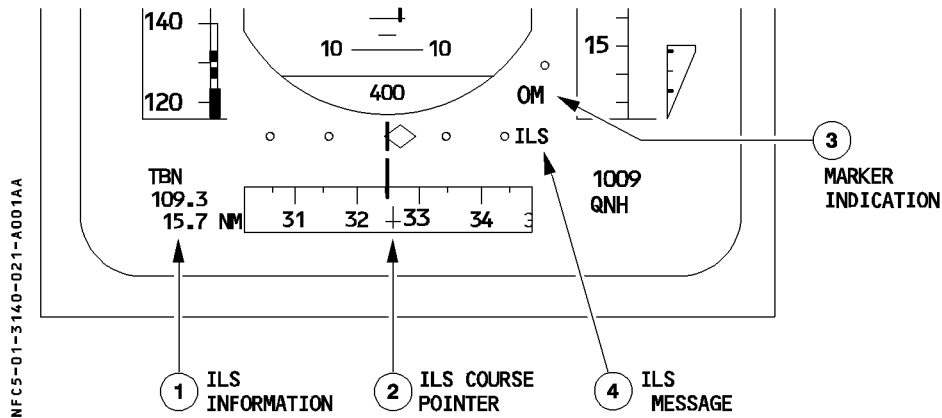 140
15
10 10
400
120
OM
ILS
3
MARKER
INDICATION
TBN
109.3
15.7 NM
31 32 33 34
1009
QNH
1 ILS
INFORMATION
2 ILS COURSE
POINTER
4 ILS
MESSAGE
NFC5-01-3140-021-A001AA